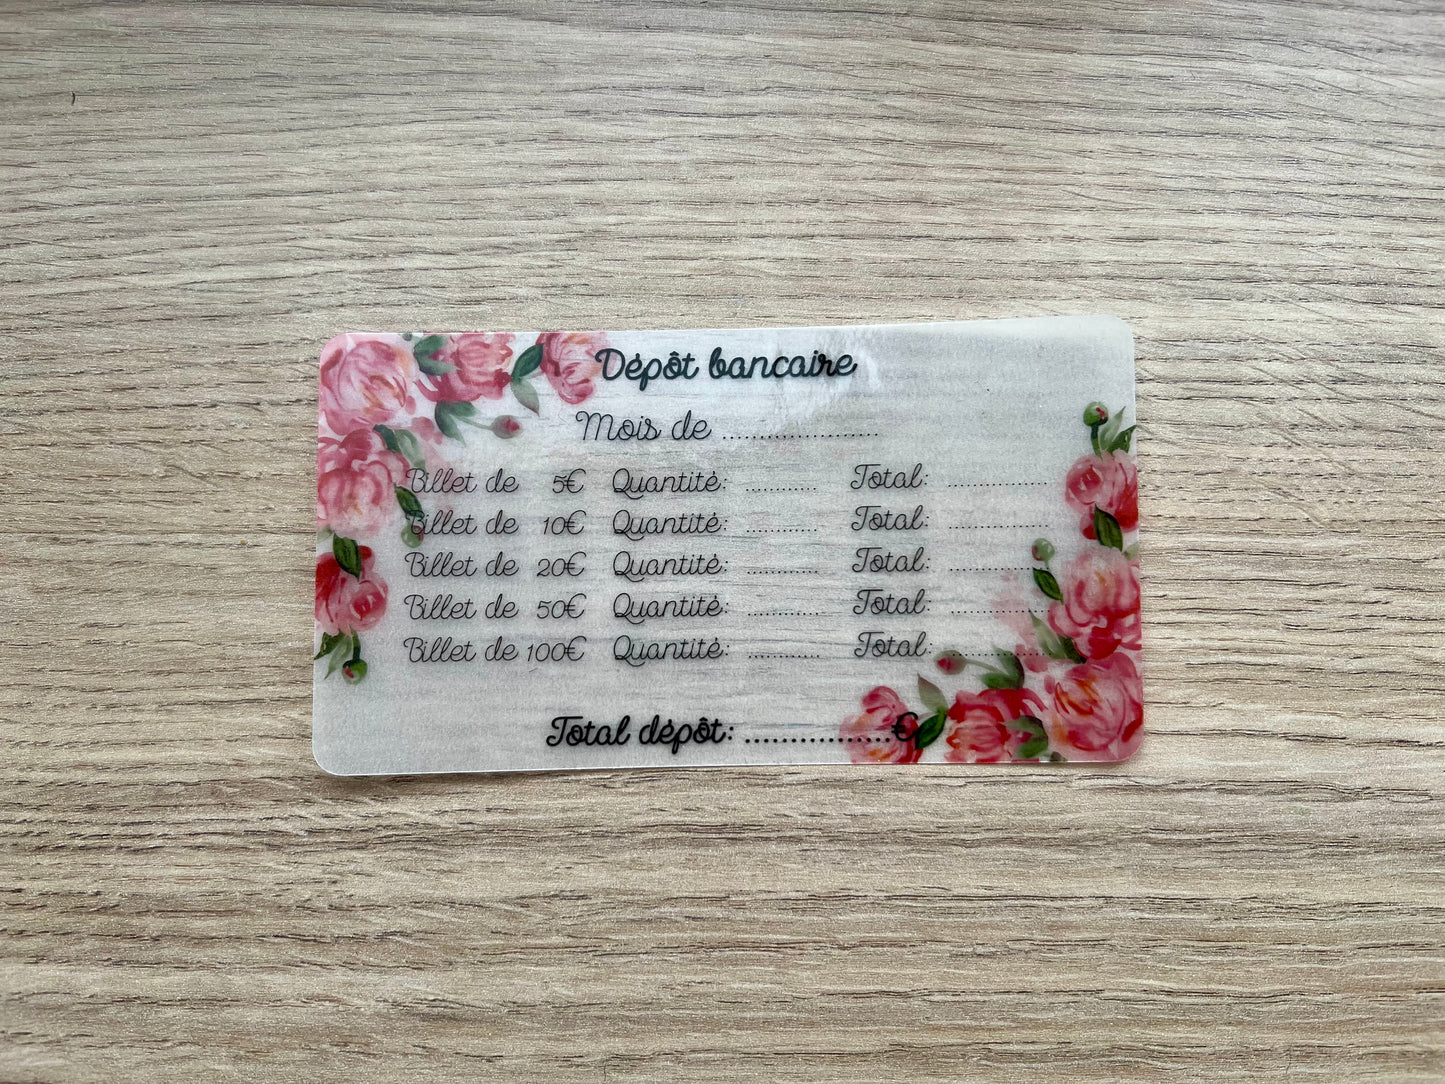 Dépôt bancaire
Mois de .....................
Billet de 5€ Quantité: ............ Total: ................
Billet de 10€ Quantité: ............ Total: ................
Billet de 20€ Quantité: ............ Total: ................
Billet de 50€ Quantité: ............ Total: ................
Billet de 100€ Quantité: ............ Total: ................
Total dépôt: ................€